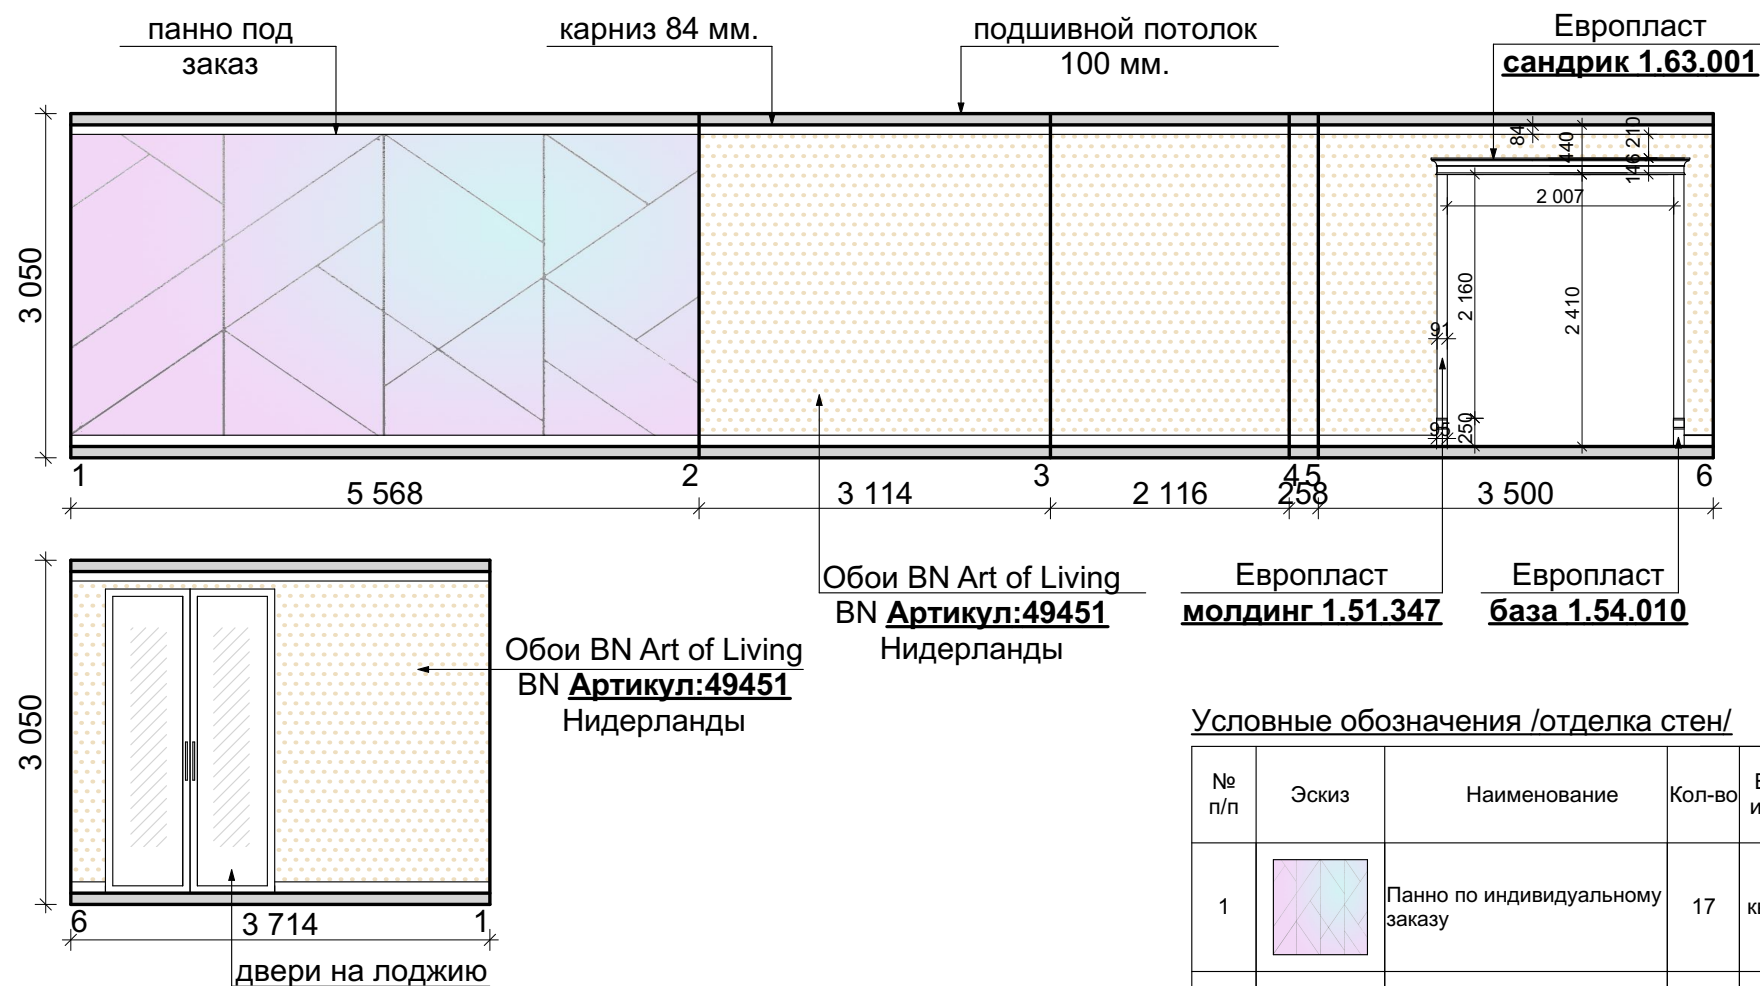 панно под
заказ
карниз 84 мм.
подшивной потолок
100 мм.
Европласт
сандрик 1.63.001
84
440
210
146
2 007
3 050
2 160
2 410
91
95
250
1
2
3
4
5
6
5 568
3 114
2 116
258
3 500
Обои BN Art of Living
BN Артикул:49451
Нидерланды
Европласт
молдинг 1.51.347
Европласт
база 1.54.010
3 050
Обои BN Art of Living
BN Артикул:49451
Нидерланды
6
3 714
1
двери на лоджию
Условные обозначения /отделка стен/
№
п/п
Эскиз
Наименование
Кол-во
1
Панно по индивидуальному
заказу
17